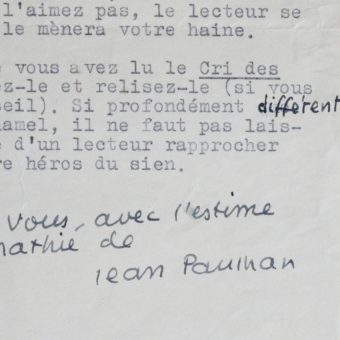 l'aimez pas, le lecteur se
le mènera votre haine.
vous avez lu le Cri des
ez-le et relisez-le (si vous
seil). Si profondément différent
amel, il ne faut pas lais-
d'un lecteur rapprocher
re héros du sien.
vous, avec l'estime
mathie de
Jean Paulhan